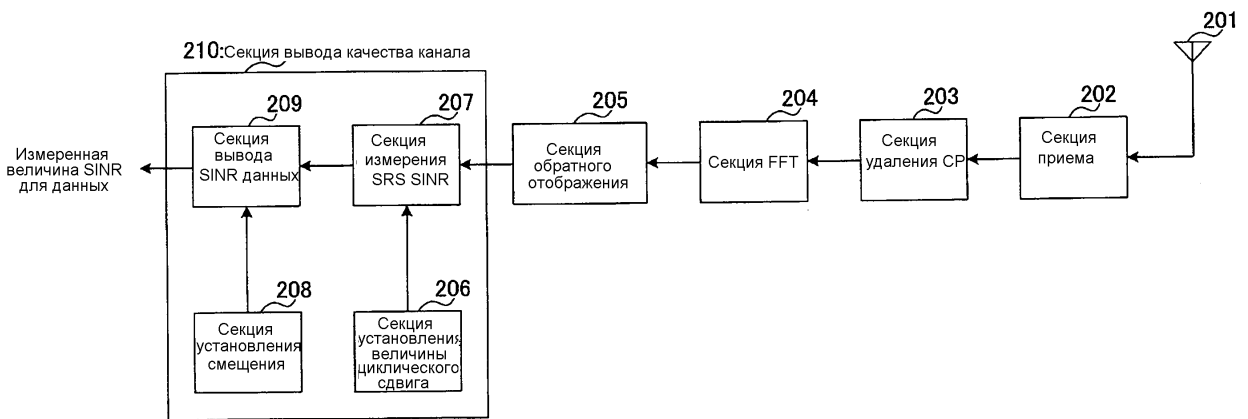 210:Секция вывода качества канала
201
209
207
205
204
203
202
Секция
вывода
SINR данных
Секция
измерения
SRS SINR
Секция
обратного
отображения
Секция FFT
Секция
удаления CP
Секция
приема
Измеренная
величина SINR
для данных
208
206
Секция
установления
смещения
Секция
установления
величины
циклического
сдвига